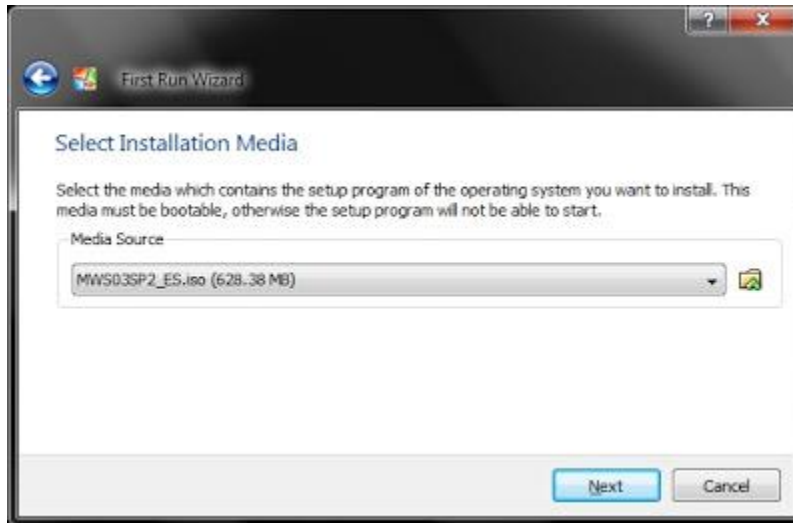 First Run Wizard
Select Installation Media
Select the media which contains the setup program of the operating system you want to install. This
media must be bootable, otherwise the setup program will not be able to start.
Media Source
MWS03SP2_ES.iso (628.38 MB)
Next
Cancel